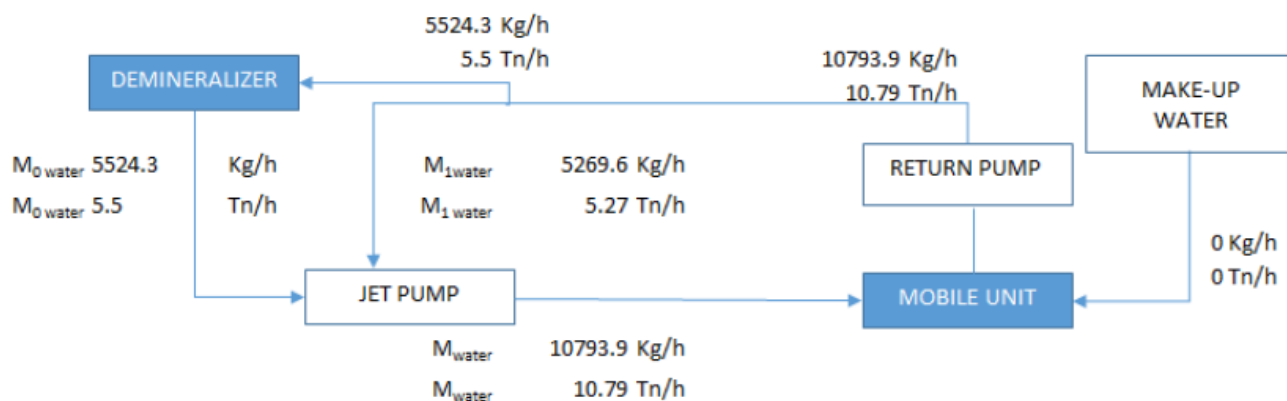 5524.3 Kg/h
5.5 Tn/h
10793.9 Kg/h
10.79 Tn/h
DEMINERALIZER
MAKE-UP
WATER
M0 water 5524.3 Kg/h
M0 water 5.5 Tn/h
M1water 5269.6 Kg/h
M1 water 5.27 Tn/h
RETURN PUMP
0 Kg/h
0 Tn/h
JET PUMP
MOBILE UNIT
Mwater 10793.9 Kg/h
Mwater 10.79 Tn/h